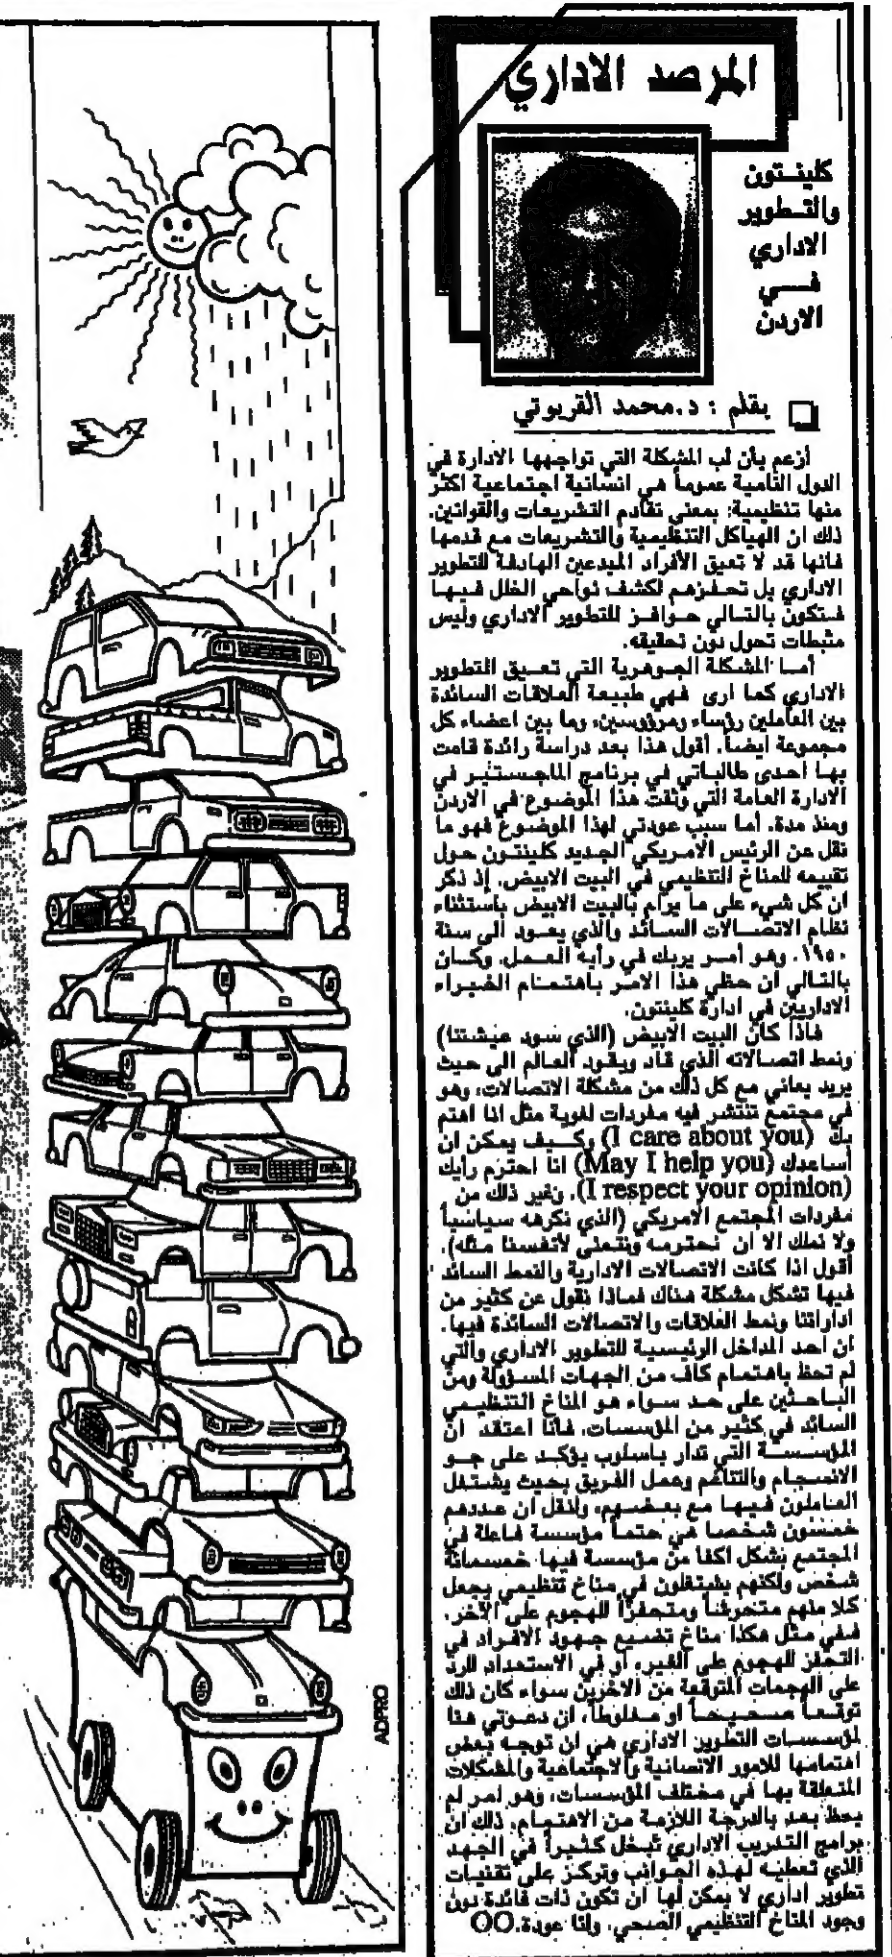 المرصد الاداري
كلينتون
والتطوير
الاداري
في
الاردن
بقلم : د.محمد القريوتي
أزعم بأن لب المشكلة التي تواجهها الادارة في
الدول النامية عموماً هي انسانية اجتماعية اكثر
منها تنظيمية: بمعنى تقادم التشريعات والقوانين.
ذلك ان الهياكل التنظيمية والتشريعات مع قدمها
فانها قد لا تعيق الأفراد المبدعين الهادفة للتطوير
الاداري بل تحفزهم لكشف نواحي الخلل فيها
فتكون بالتالي حوافز للتطوير الاداري وليس
مثبطات تحول دون تحقيقه.
أما المشكلة الجوهرية التي تعيق التطوير
الاداري كما ارى فهي طبيعة العلاقات السائدة
بين العاملين رؤساء ومرؤوسين، وما بين اعضاء كل
مجموعة ايضاً. أقول هذا بعد دراسة رائدة قامت
بها احدى طالباتي في برنامج الماجستير في
الادارة العامة التي وثقت هذا الموضوع في الاردن
ومنذ مدة. أما سبب عودتي لهذا الموضوع فهو ما
نقل عن الرئيس الامريكي الجديد كلينتون حول
تقييمه للمناخ التنظيمي في البيت الابيض. إذ ذكر
ان كل شيء على ما يرام بالبيت الابيض باستثناء
نظام الاتصالات السائد والذي يعود الى سنة
١٩٥٠. وهو أمر يربك في رأيه العمل. وكان
بالتالي ان حظي هذا الامر باهتمام الخبراء
الاداريين في ادارة كلينتون.
فاذا كان البيت الابيض (الذي سود عيشتنا)
ونمط اتصالاته الذي قاد ويقود العالم الى حيث
يريد يعاني مع كل ذلك من مشكلة الاتصالات، وهو
في مجتمع تنتشر فيه مفردات لغوية مثل انا اهتم
بك (I care about you) وكيف يمكن ان
أساعدك (May I help you) انا احترم رأيك
(I respect your opinion). وغير ذلك من
مفردات المجتمع الامريكي (الذي نكرهه سياسياً
ولا نملك الا ان نحترمه ونتمنى لأنفسنا مثله).
أقول اذا كانت الاتصالات الادارية والنمط السائد
فيها تشكل مشكلة هناك فماذا نقول عن كثير من
اداراتنا ونمط العلاقات والاتصالات السائدة فيها.
ان احد المداخل الرئيسية للتطوير الاداري والتي
لم تحظ باهتمام كاف من الجهات المسؤولة ومن
الباحثين على حد سواء هو المناخ التنظيمي
السائد في كثير من المؤسسات، فأنا اعتقد ان
المؤسسة التي تدار باسلوب يؤكد على جو
الانسجام والتناغم وعمل الفريق بحيث يشتغل
العاملون فيها مع بعضهم، ولنقل ان عددهم
خمسون شخصا هي حتماً مؤسسة فاعلة في
المجتمع بشكل اكفا من مؤسسة فيها خمسمائة
شخص ولكنهم يشتغلون في مناخ تنظيمي يجعل
كلا منهم متحرفشاً ومتحفزاً للهجوم على الآخر.
ففي مثل هكذا مناخ تضيع جهود الافراد في
التحفز للهجوم على الغير، أو في الاستعداد للرد
على الهجمات المتوقعة من الاخرين سواء كان ذلك
توقعاً صحيحاً او مغلوطاً، ان دعوتي هنا
لمؤسسات التطوير الاداري هي ان توجه بعض
اهتمامها للامور الانسانية والاجتماعية والمشكلات
المتعلقة بها في مختلف المؤسسات، وهو امر لم
يحظ بعد بالدرجة اللازمة من الاهتمام. ذلك ان
برامج التدريب الاداري تبخل كثيراً في الجهد
الذي تعطيه لهذه الجوانب وتركز على تقنيات
تطوير اداري لا يمكن لها ان تكون ذات فائدة دون
وجود المناخ التنظيمي الصحي. ولنا عودة.
ADPRO